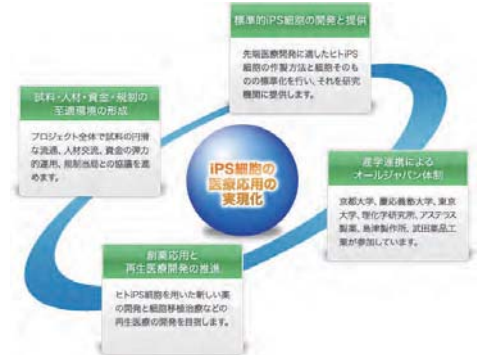 標準的iPS細胞の開発と提供
先端医療開発に適したヒトiPS
細胞の作製方法と細胞そのも
のの標準化を行い、それを研究
機関に提供します。
試料・人材・資金・規制の
至適環境の形成
プロジェクト全体で試料の円滑
な流通、人材交流、資金の弾力
的運用、規制当局との協議を進
めます。
iPS細胞の
医療応用の
実現化
産学連携による
オールジャパン体制
京都大学、慶応義塾大学、東京
大学、理化学研究所、アステラス
製薬、島津製作所、武田薬品工
業が参加しています。
創薬応用と
再生医療開発の推進
ヒトiPS細胞を用いた新しい薬
の開発と細胞移植治療などの
再生医療の開発を目指します。